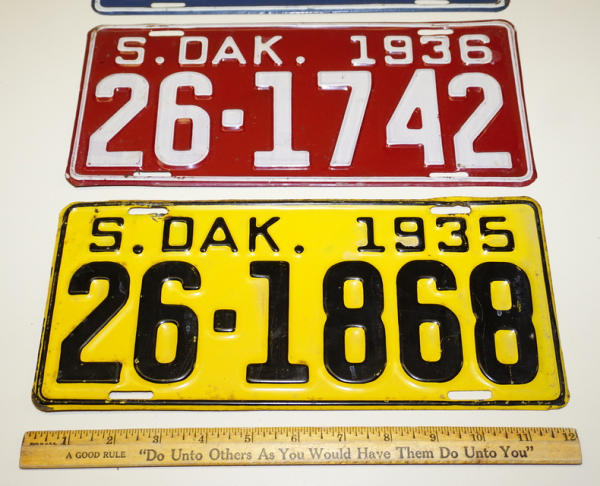 S.DAK. 1936
26·1742
S.DAK. 1935
26·1868
1 2 3 4 5 6 7 8 9 10 11 12
A GOOD RULE "Do Unto Others As You Would Have Them Do Unto You"